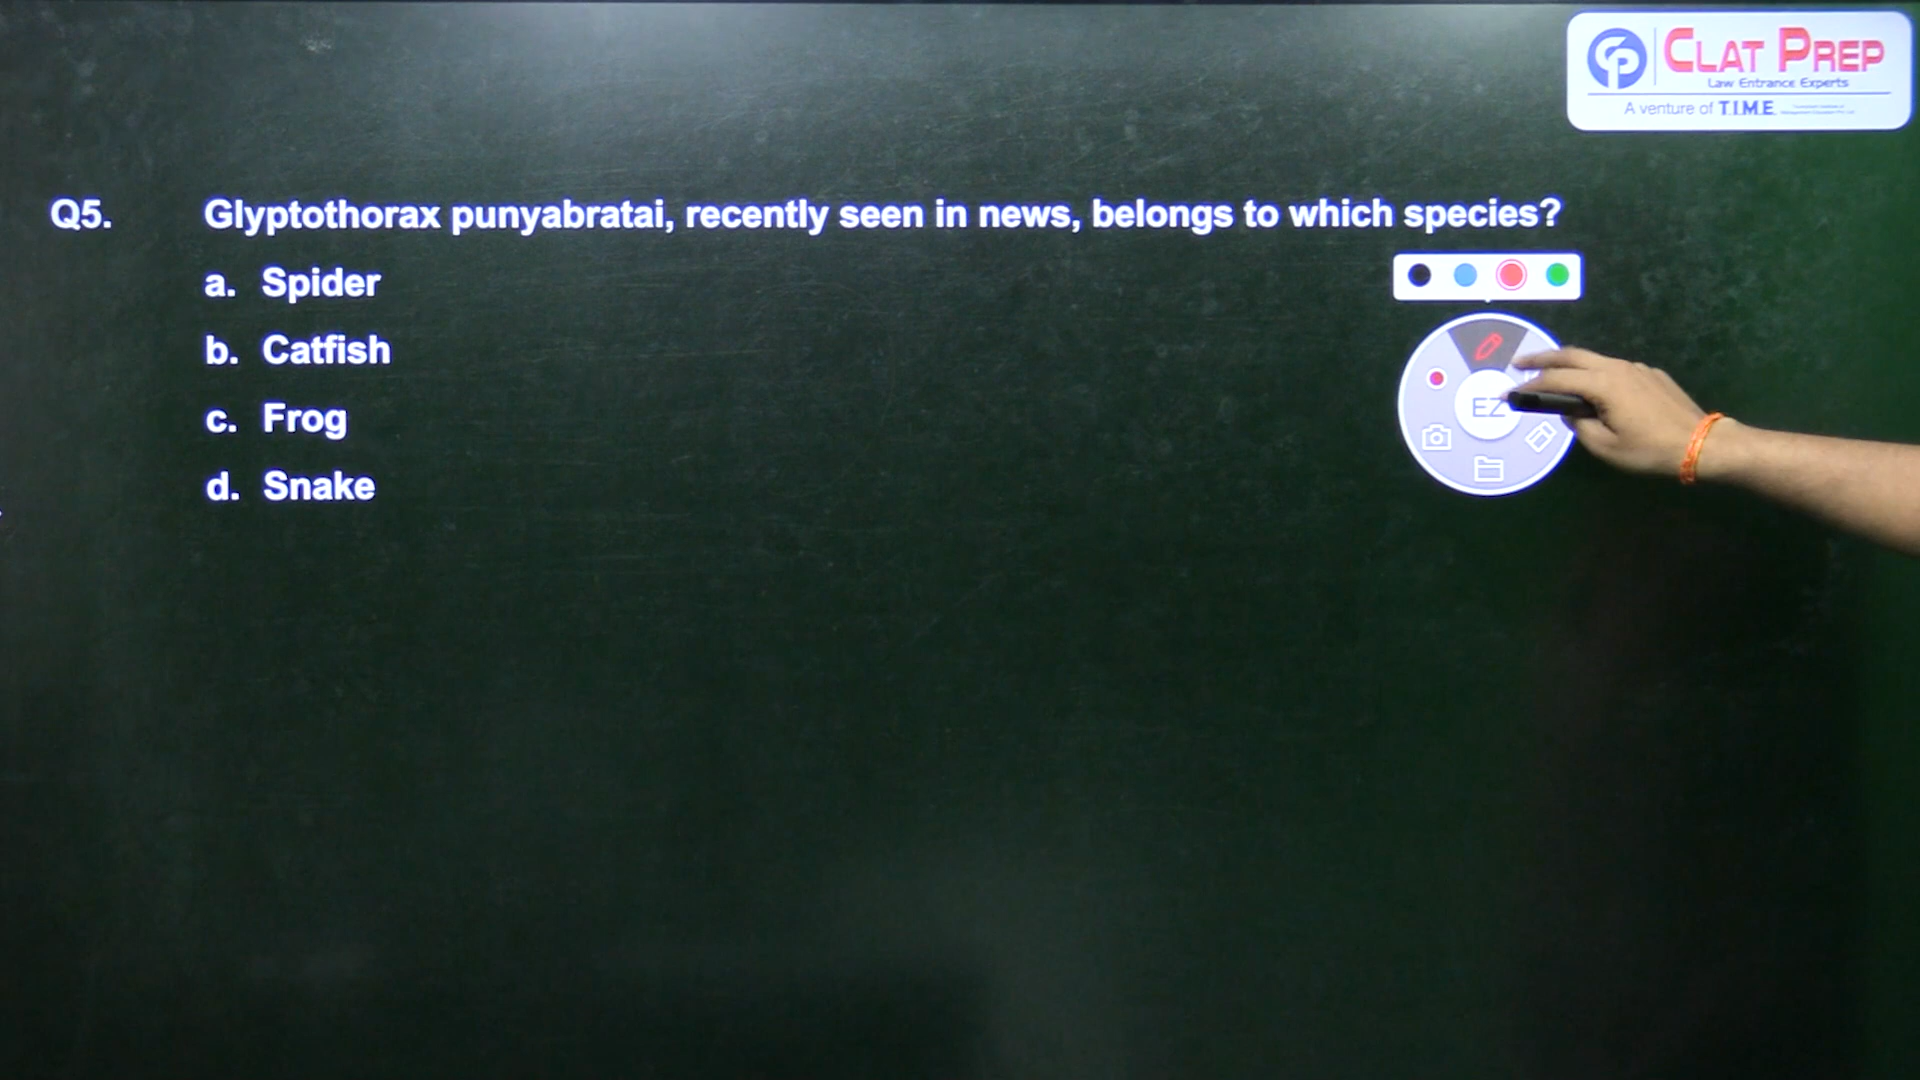 CLAT PREP
Law Entrance Experts
A venture of T.I.M.E.
Q5. Glyptothorax punyabratai, recently seen in news, belongs to which species?
a. Spider
b. Catfish
c. Frog
d. Snake
EZ